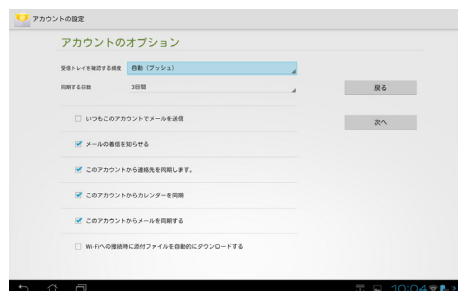 アカウントの設定
アカウントのオプション
受信トレイを確認する頻度 自動（プッシュ）
同期する日数 3日間
戻る
いつもこのアカウントでメールを送信
次へ
メールの着信を知らせる
このアカウントから連絡先を同期します。
このアカウントからカレンダーを同期
このアカウントからメールを同期する
Wi-Fiへの接続時に添付ファイルを自動的にダウンロードする
10:04